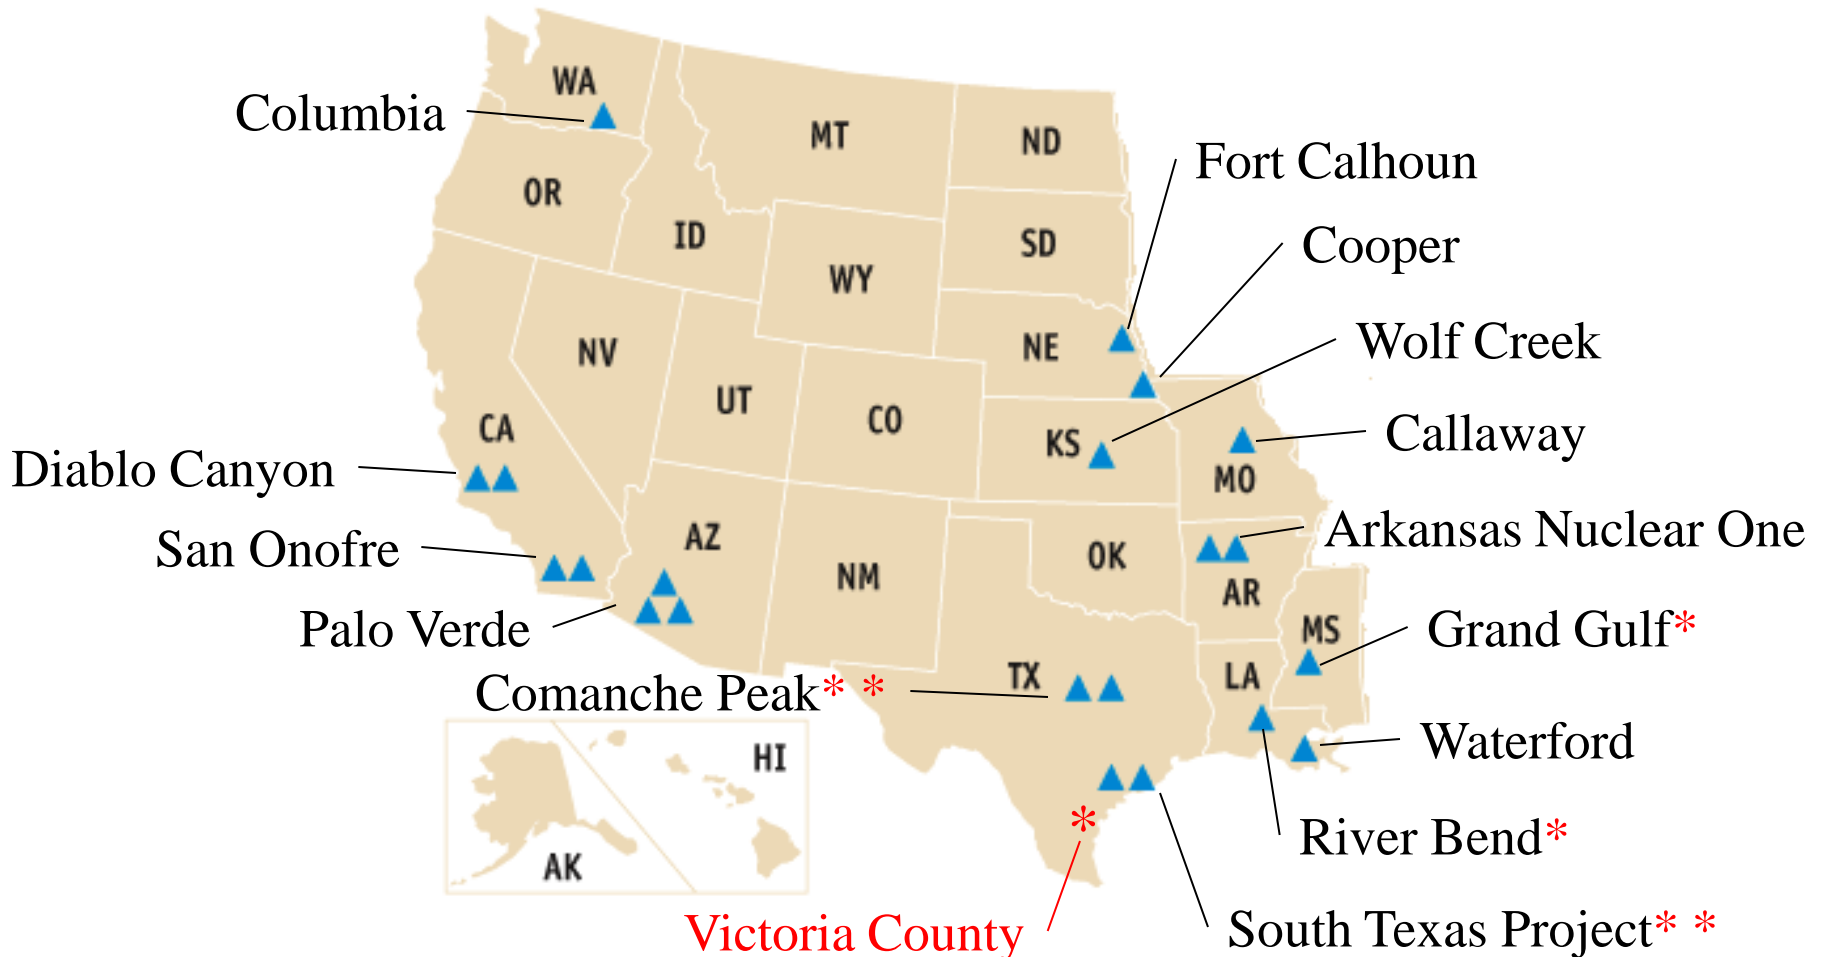 WA
Columbia
MT
ND
Fort Calhoun
OR
ID
SD
Cooper
WY
NE
Wolf Creek
NV
UT
CO
CA
KS
Callaway
Diablo Canyon
MO
San Onofre
AZ
Arkansas Nuclear One
NM
OK
AR
Palo Verde
MS
Grand Gulf*
Comanche Peak* *
TX
LA
Waterford
HI
*
River Bend*
AK
Victoria County
South Texas Project* *